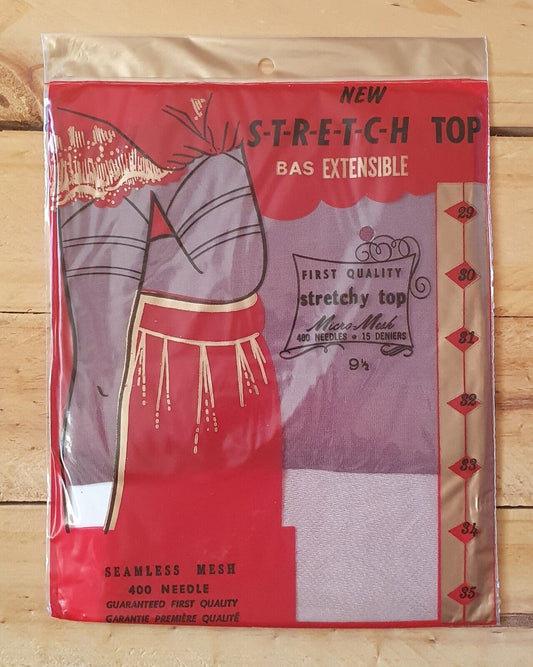 NEW
S-T-R-E-T-C-H TOP
BAS EXTENSIBLE
29
30
31
32
33
34
35
FIRST QUALITY
stretchy top
Micro-Mesh
400 NEEDLES • 15 DENIERS
9½
SEAMLESS MESH
400 NEEDLE
GUARANTEED FIRST QUALITY
GARANTIE PREMIÈRE QUALITÉ